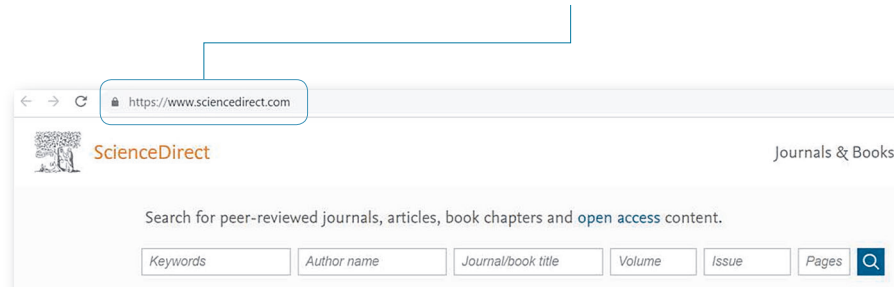 https://www.sciencedirect.com
ScienceDirect
Journals & Books
Search for peer-reviewed journals, articles, book chapters and open access content.
Keywords Author name Journal/book title Volume Issue Pages